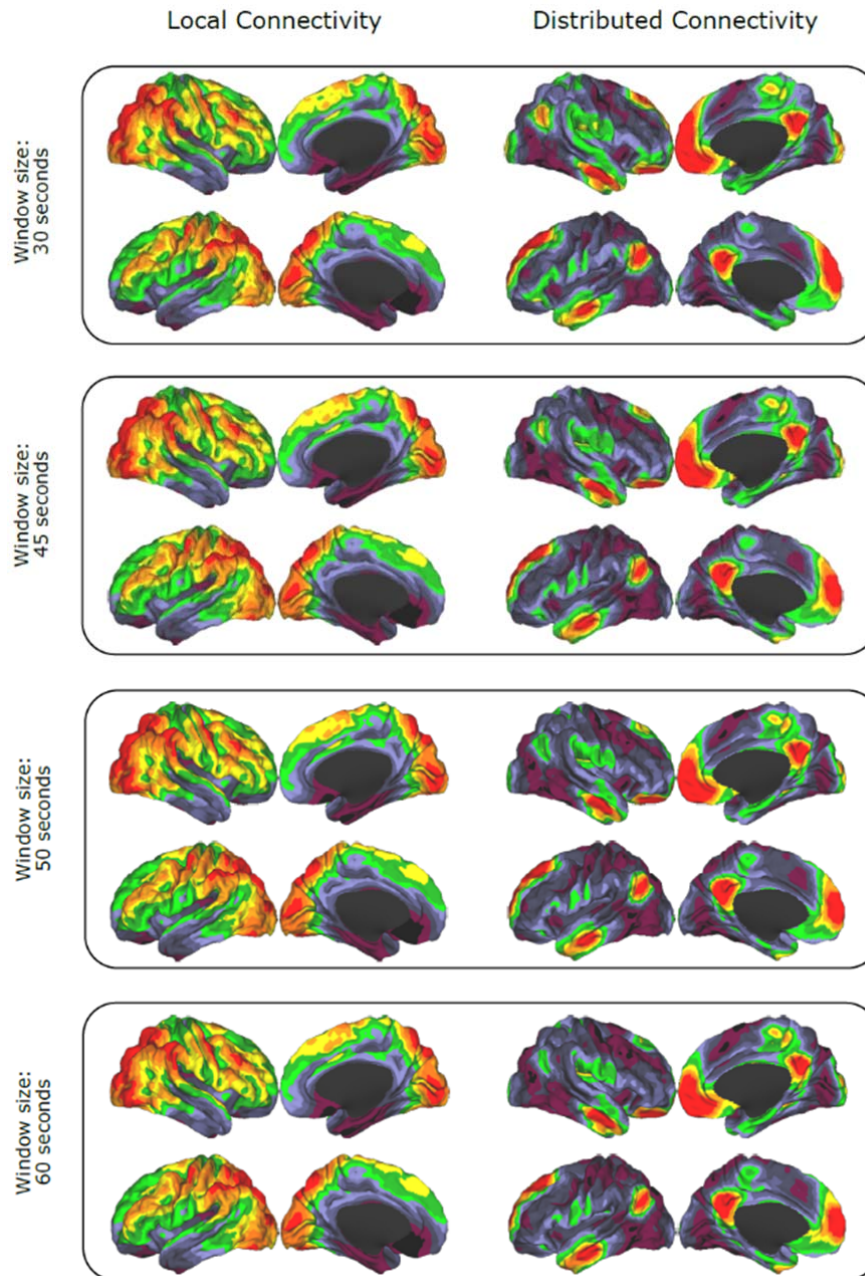 Local Connectivity
Distributed Connectivity
Window size:
30 seconds
Window size:
45 seconds
Window size:
50 seconds
Window size:
60 seconds